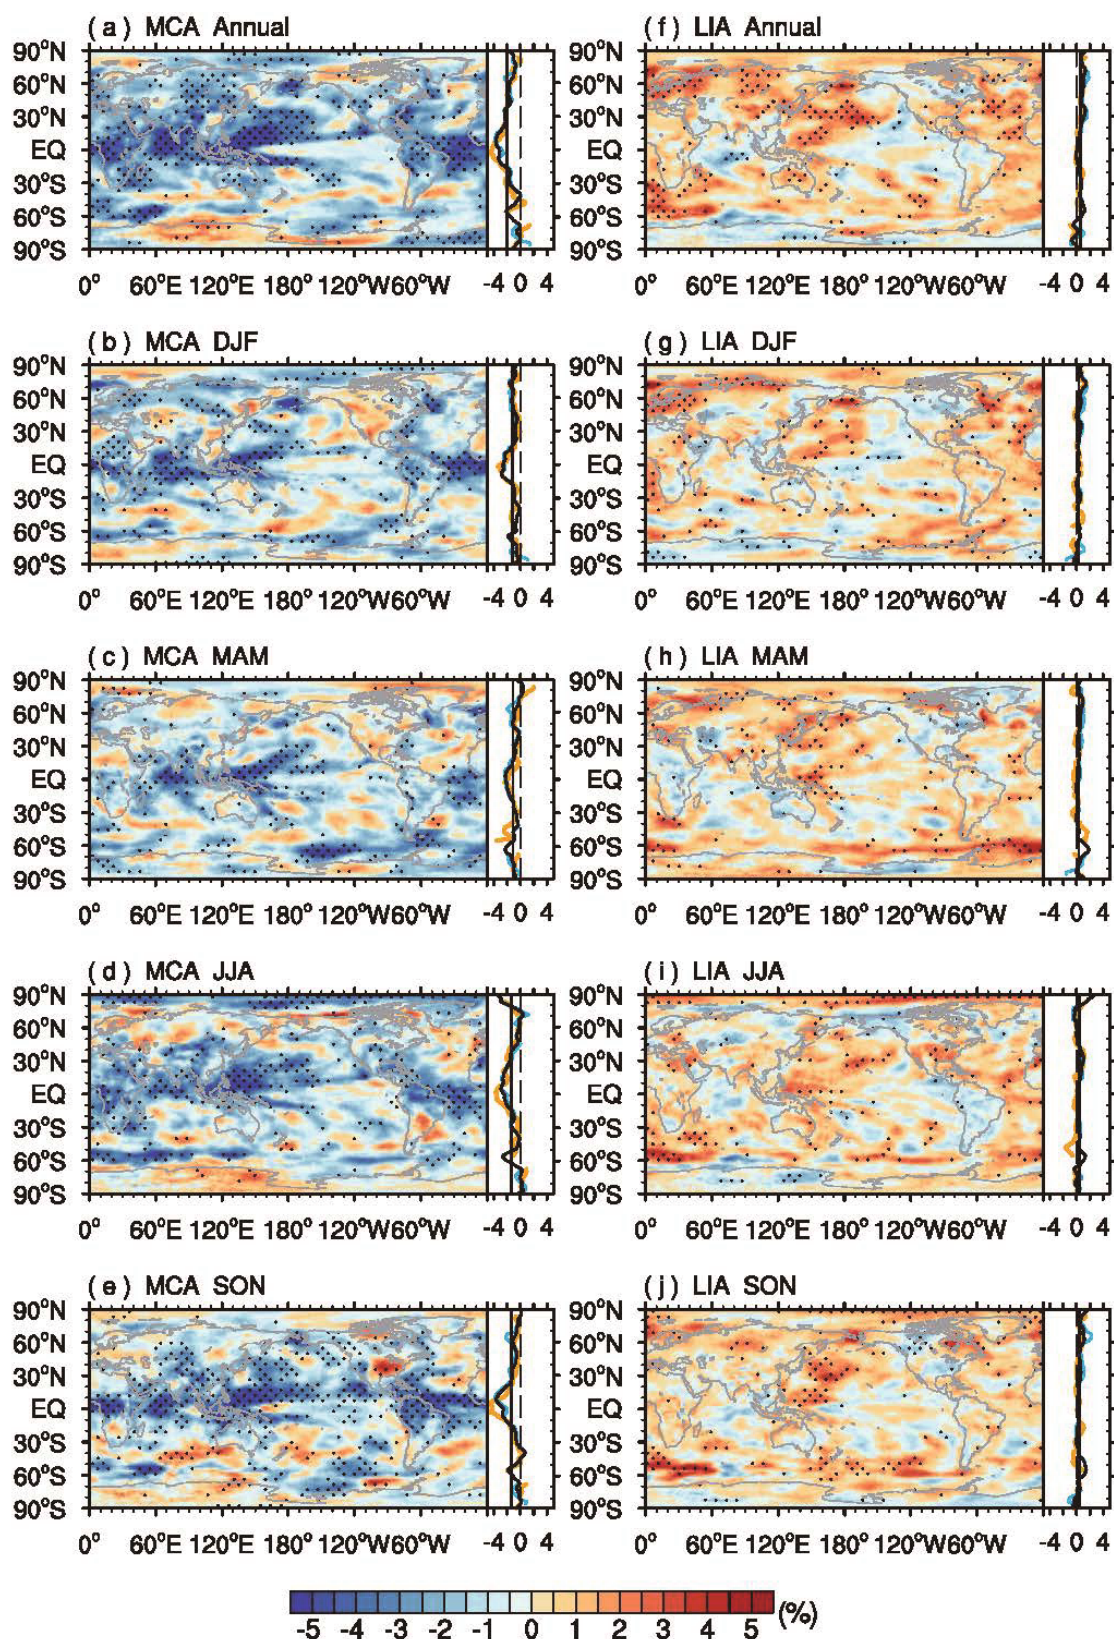 (a) MCA Annual (f) LIA Annual
90°N 90°N
60°N 60°N
30°N 30°N
EQ EQ
30°S 30°S
60°S 60°S
90°S 90°S
0° 60°E 120°E 180° 120°W 60°W -4 0 4 0° 60°E 120°E 180° 120°W 60°W -4 0 4
(b) MCA DJF (g) LIA DJF
90°N 90°N
60°N 60°N
30°N 30°N
EQ EQ
30°S 30°S
60°S 60°S
90°S 90°S
0° 60°E 120°E 180° 120°W 60°W -4 0 4 0° 60°E 120°E 180° 120°W 60°W -4 0 4
(c) MCA MAM (h) LIA MAM
90°N 90°N
60°N 60°N
30°N 30°N
EQ EQ
30°S 30°S
60°S 60°S
90°S 90°S
0° 60°E 120°E 180° 120°W 60°W -4 0 4 0° 60°E 120°E 180° 120°W 60°W -4 0 4
(d) MCA JJA (i) LIA JJA
90°N 90°N
60°N 60°N
30°N 30°N
EQ EQ
30°S 30°S
60°S 60°S
90°S 90°S
0° 60°E 120°E 180° 120°W 60°W -4 0 4 0° 60°E 120°E 180° 120°W 60°W -4 0 4
(e) MCA SON (j) LIA SON
90°N 90°N
60°N 60°N
30°N 30°N
EQ EQ
30°S 30°S
60°S 60°S
90°S 90°S
0° 60°E 120°E 180° 120°W 60°W -4 0 4 0° 60°E 120°E 180° 120°W 60°W -4 0 4
(%)
-5 -4 -3 -2 -1 0 1 2 3 4 5